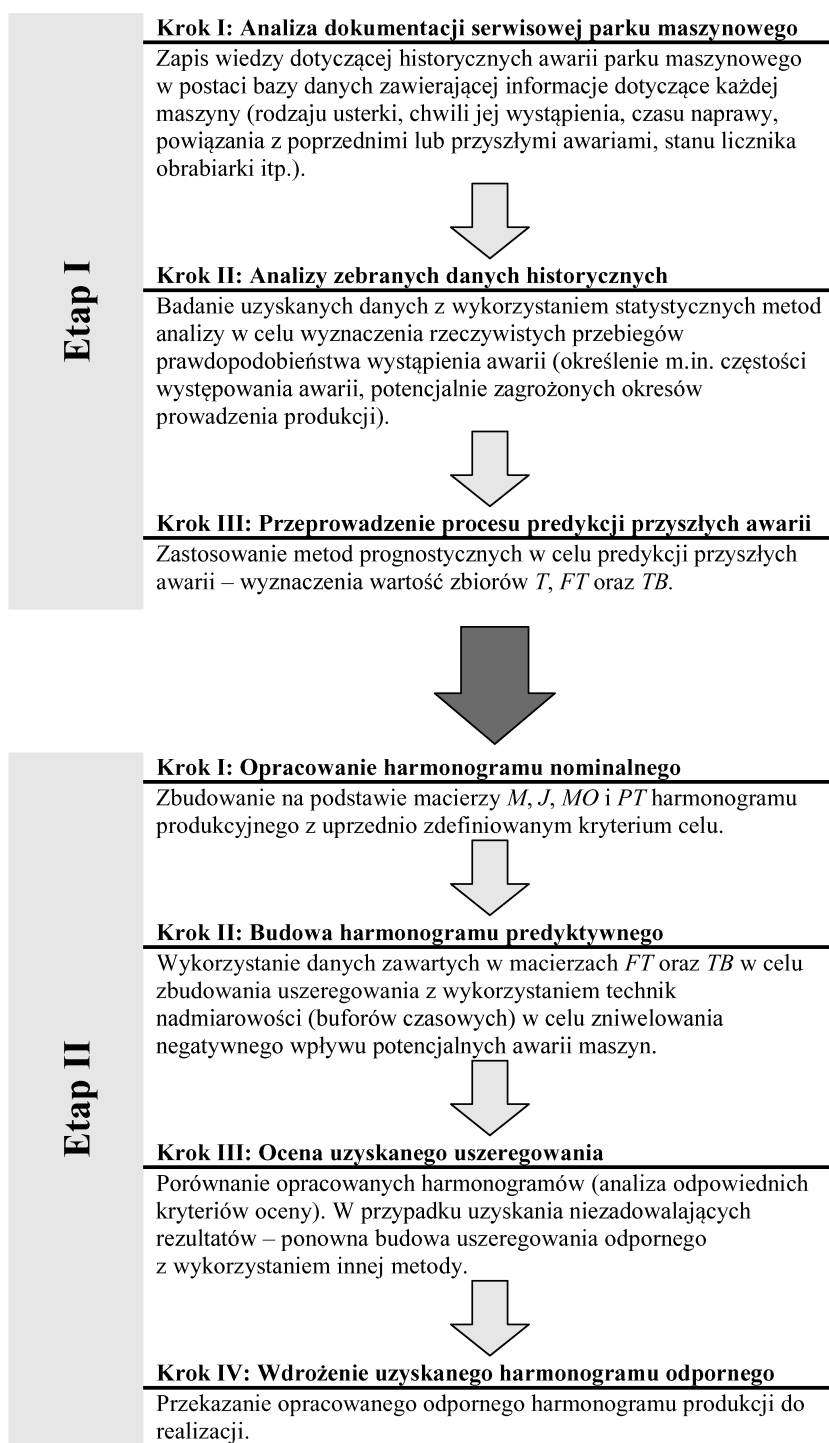 Etap I
Krok I: Analiza dokumentacji serwisowej parku maszynowego
Zapis wiedzy dotyczącej historycznych awarii parku maszynowego
w postaci bazy danych zawierającej informacje dotyczące każdej
maszyny (rodzaju usterki, chwili jej wystąpienia, czasu naprawy,
powiązania z poprzednimi lub przyszłymi awariami, stanu licznika
obrabiarki itp.).
Krok II: Analizy zebranych danych historycznych
Badanie uzyskanych danych z wykorzystaniem statystycznych metod
analizy w celu wyznaczenia rzeczywistych przebiegów
prawdopodobieństwa wystąpienia awarii (określenie m.in. częstości
występowania awarii, potencjalnie zagrożonych okresów
prowadzenia produkcji).
Krok III: Przeprowadzenie procesu predykcji przyszłych awarii
Zastosowanie metod prognostycznych w celu predykcji przyszłych
awarii – wyznaczenia wartość zbiorów T, FT oraz TB.
Etap II
Krok I: Opracowanie harmonogramu nominalnego
Zbudowanie na podstawie macierzy M, J, MO i PT harmonogramu
produkcyjnego z uprzednio zdefiniowanym kryterium celu.
Krok II: Budowa harmonogramu predyktywnego
Wykorzystanie danych zawartych w macierzach FT oraz TB w celu
zbudowania uszeregowania z wykorzystaniem technik
nadmiarowości (buforów czasowych) w celu zniwelowania
negatywnego wpływu potencjalnych awarii maszyn.
Krok III: Ocena uzyskanego uszeregowania
Porównanie opracowanych harmonogramów (analiza odpowiednich
kryteriów oceny). W przypadku uzyskania niezadowalających
rezultatów – ponowna budowa uszeregowania odpornego
z wykorzystaniem innej metody.
Krok IV: Wdrożenie uzyskanego harmonogramu odpornego
Przekazanie opracowanego odpornego harmonogramu produkcji do
realizacji.